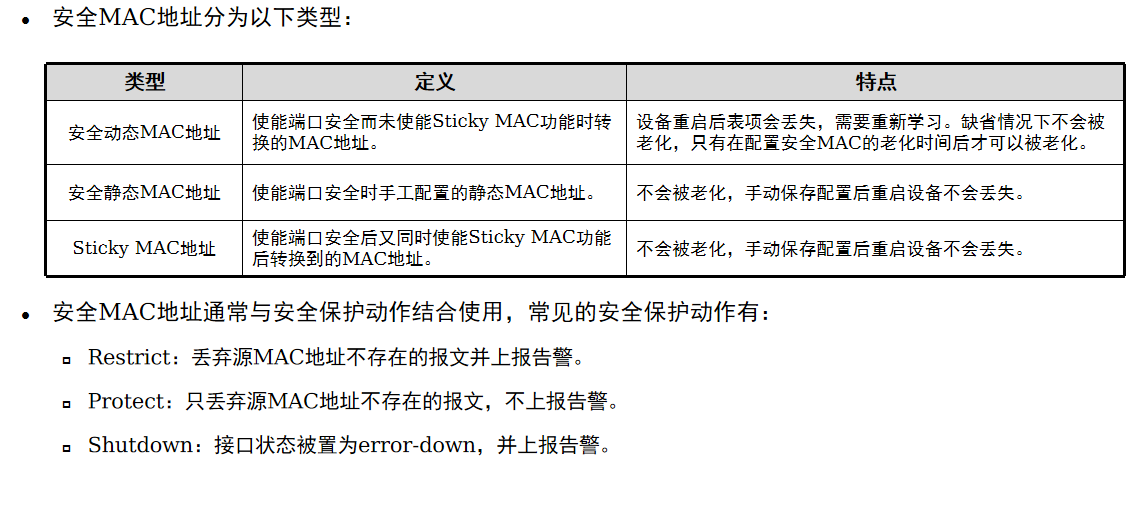 安全MAC地址分为以下类型：
类型 定义 特点
安全动态MAC地址 使能端口安全而未使能Sticky MAC功能时转换的MAC地址。 设备重启后表项会丢失，需要重新学习。缺省情况下不会被老化，只有在配置安全MAC的老化时间后才可以被老化。
安全静态MAC地址 使能端口安全时手工配置的静态MAC地址。 不会被老化，手动保存配置后重启设备不会丢失。
Sticky MAC地址 使能端口安全后又同时使能Sticky MAC功能后转换到的MAC地址。 不会被老化，手动保存配置后重启设备不会丢失。
安全MAC地址通常与安全保护动作结合使用，常见的安全保护动作有：
Restrict：丢弃源MAC地址不存在的报文并上报告警。
Protect：只丢弃源MAC地址不存在的报文，不上报告警。
Shutdown：接口状态被置为error-down，并上报告警。